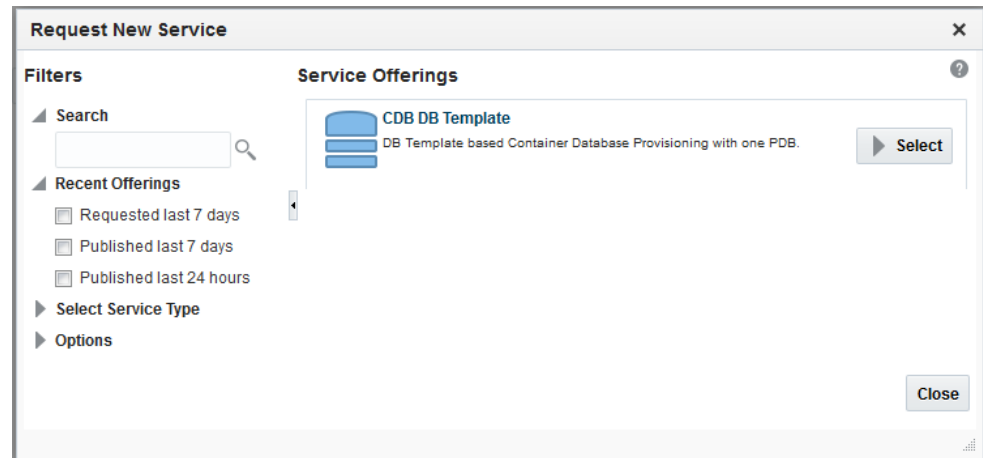 Request New Service
Filters
Search
Recent Offerings
Requested last 7 days
Published last 7 days
Published last 24 hours
Select Service Type
Options
Service Offerings
CDB DB Template
DB Template based Container Database Provisioning with one PDB.
Select
Close